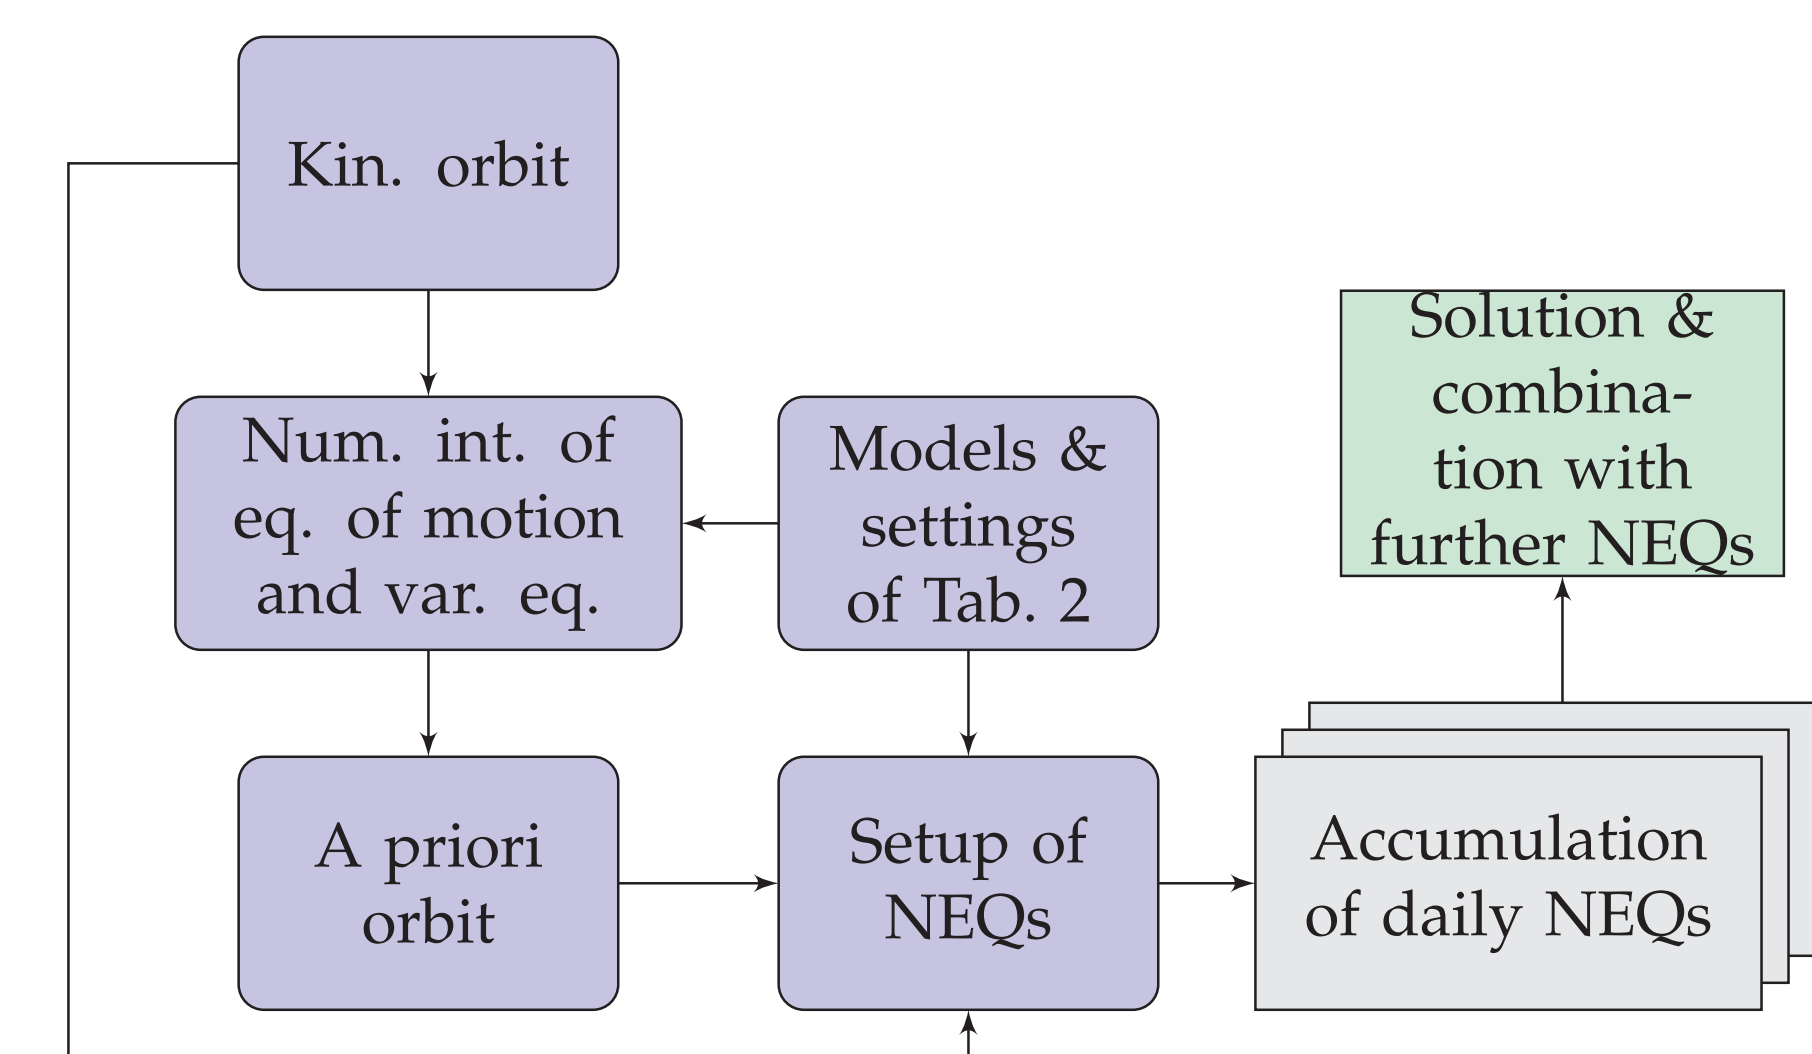 Kin. orbit
Num. int. of
eq. of motion
and var. eq.
Models &
settings
of Tab. 2
Solution &
combina-
tion with
further NEQs
A priori
orbit
Setup of
NEQs
Accumulation
of daily NEQs